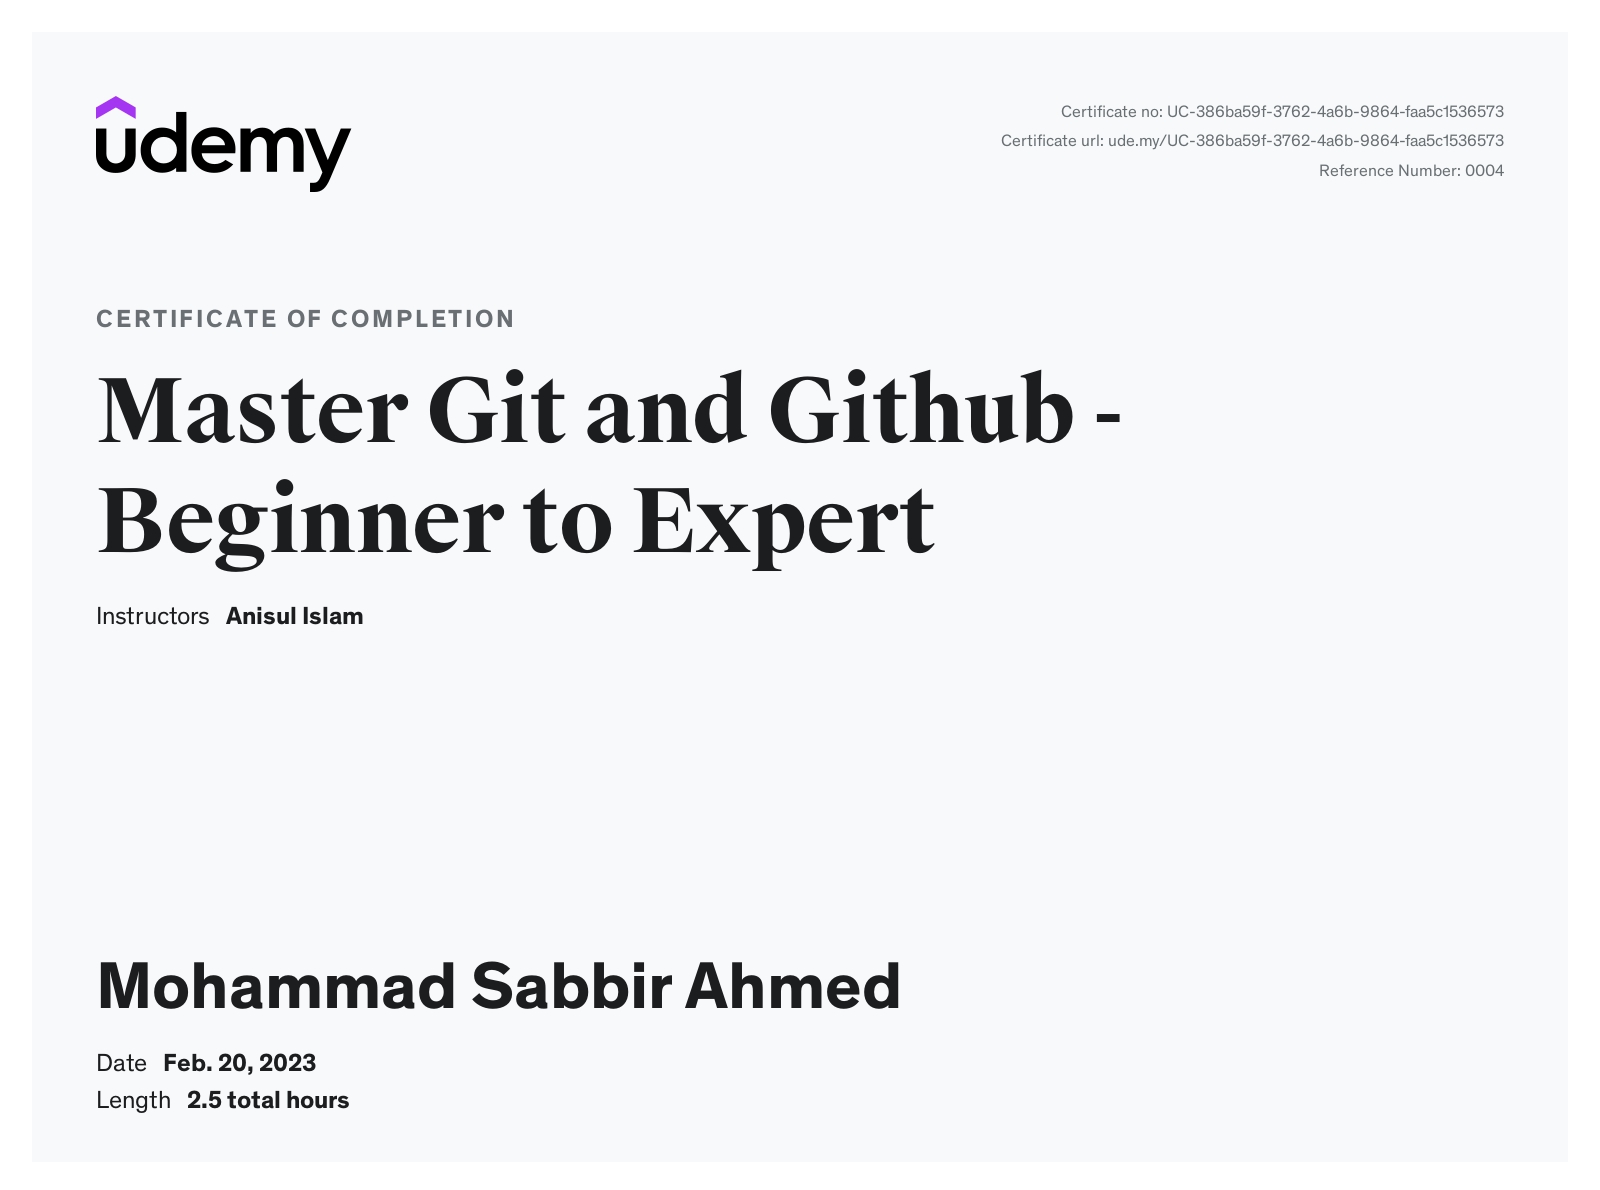 udemy
Certificate no: UC-386ba59f-3762-4a6b-9864-faa5c1536573
Certificate url: ude.my/UC-386ba59f-3762-4a6b-9864-faa5c1536573
Reference Number: 0004
CERTIFICATE OF COMPLETION
Master Git and Github -
Beginner to Expert
Instructors Anisul Islam
Mohammad Sabbir Ahmed
Date Feb. 20, 2023
Length 2.5 total hours